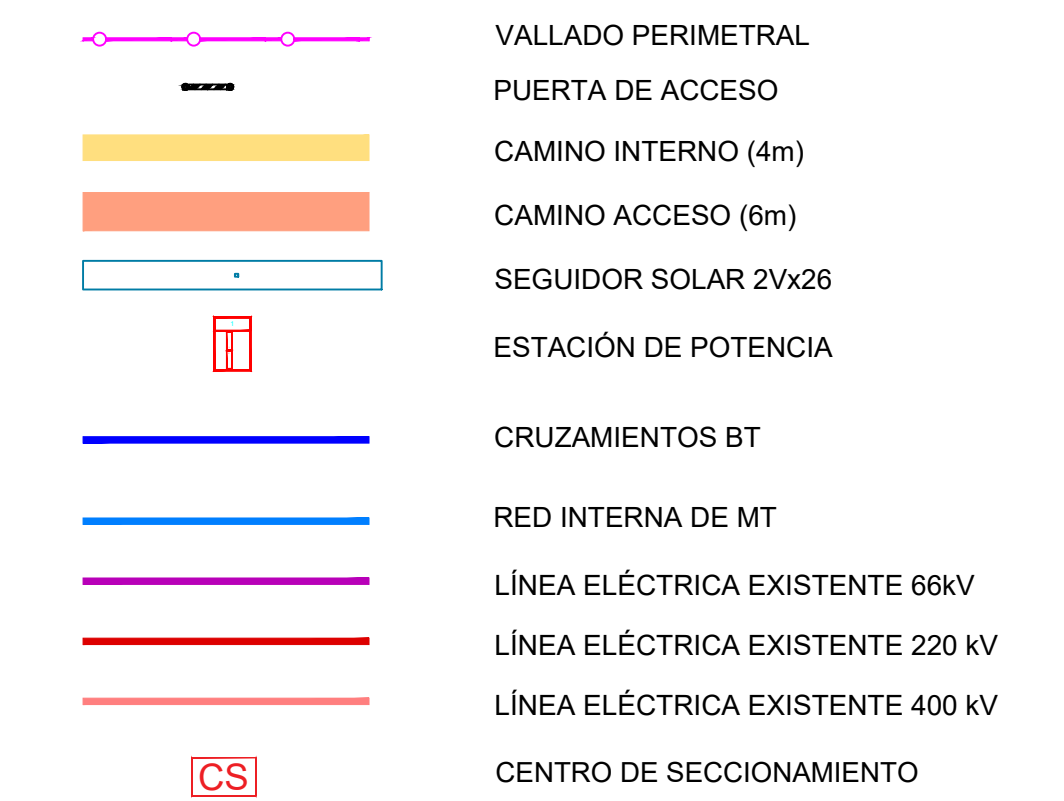 VALLADO PERIMETRAL
PUERTA DE ACCESO
CAMINO INTERNO (4m)
CAMINO ACCESO (6m)
SEGUIDOR SOLAR 2Vx26
ESTACIÓN DE POTENCIA
CRUZAMIENTOS BT
RED INTERNA DE MT
LÍNEA ELÉCTRICA EXISTENTE 66kV
LÍNEA ELÉCTRICA EXISTENTE 220 kV
LÍNEA ELÉCTRICA EXISTENTE 400 kV
CS CENTRO DE SECCIONAMIENTO